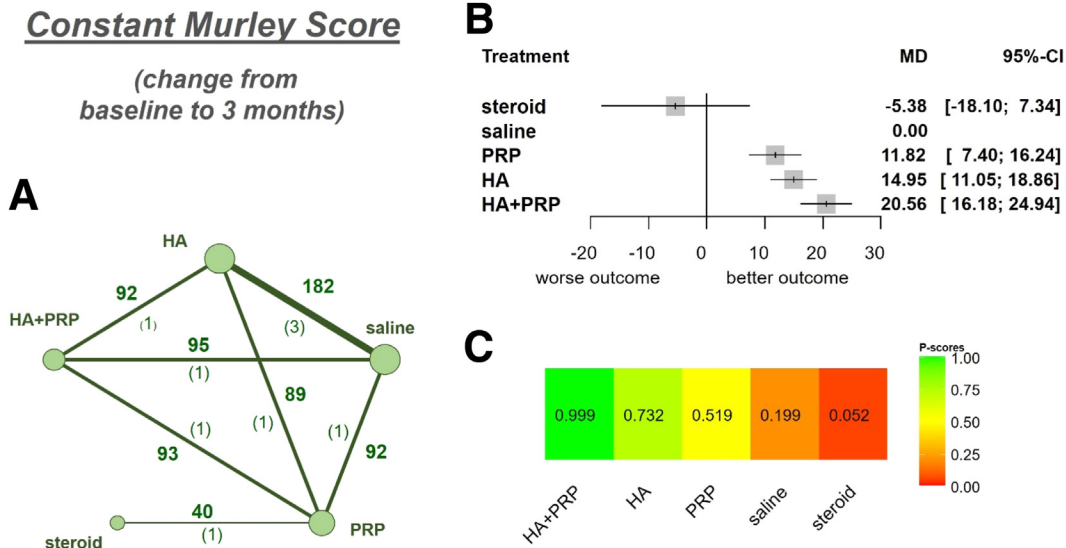 Constant Murley Score
(change from
baseline to 3 months)
A
HA
HA+PRP
saline
PRP
steroid
92
(1)
182
(3)
95
(1)
89
(1)
(1)
92
(1)
93
40
(1)
B
Treatment MD 95%-CI
steroid -5.38 [-18.10; 7.34]
saline 0.00
PRP 11.82 [ 7.40; 16.24]
HA 14.95 [ 11.05; 18.86]
HA+PRP 20.56 [ 16.18; 24.94]
-20 -10 0 10 20 30
worse outcome better outcome
C
0.999 0.732 0.519 0.199 0.052
HA+PRP HA PRP saline steroid
P-scores
1.00
0.75
0.50
0.25
0.00